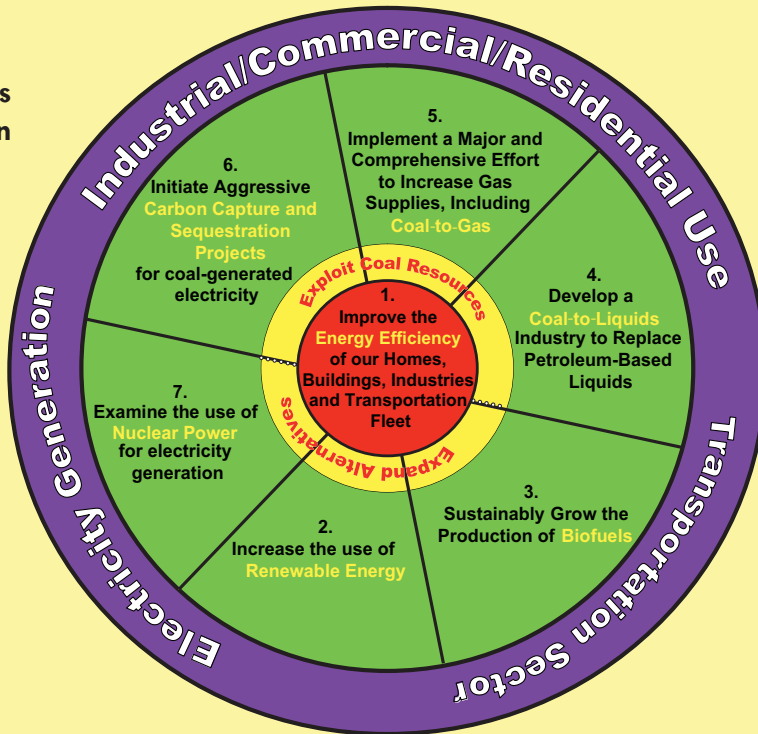 s
n
Industrial/Commercial/Residential Use
Transportation Sector
Electricity Generation
Exploit Coal Resources
Expand Alternatives
1.
Improve the
Energy Efficiency
of our Homes,
Buildings, Industries
and Transportation
Fleet
2.
Increase the use of
Renewable Energy
3.
Sustainably Grow the
Production of Biofuels
4.
Develop a
Coal-to-Liquids
Industry to Replace
Petroleum-Based
Liquids
5.
Implement a Major and
Comprehensive Effort
to Increase Gas
Supplies, Including
Coal-to-Gas
6.
Initiate Aggressive
Carbon Capture and
Sequestration
Projects
for coal-generated
electricity
7.
Examine the use of
Nuclear Power
for electricity
generation